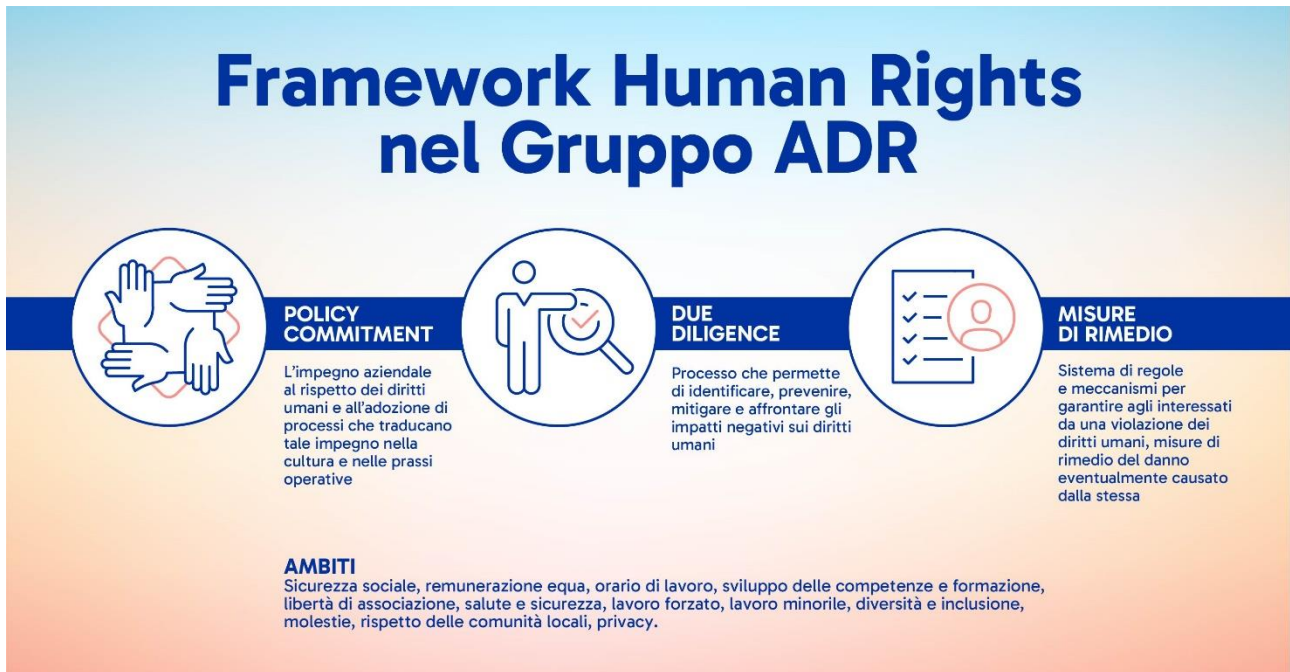 Framework Human Rights
nel Gruppo ADR
POLICY
COMMITMENT
L'impegno aziendale
al rispetto dei diritti
umani e all'adozione di
processi che traducano
tale impegno nella
cultura e nelle prassi
operative
DUE
DILIGENCE
Processo che permette
di identificare, prevenire,
mitigare e affrontare gli
impatti negativi sui diritti
umani
MISURE
DI RIMEDIO
Sistema di regole
e meccanismi per
garantire agli interessati
da una violazione dei
diritti umani, misure di
rimedio del danno
eventualmente causato
dalla stessa
AMBITI
Sicurezza sociale, remunerazione equa, orario di lavoro, sviluppo delle competenze e formazione,
libertà di associazione, salute e sicurezza, lavoro forzato, lavoro minorile, diversità e inclusione,
molestie, rispetto delle comunità locali, privacy.